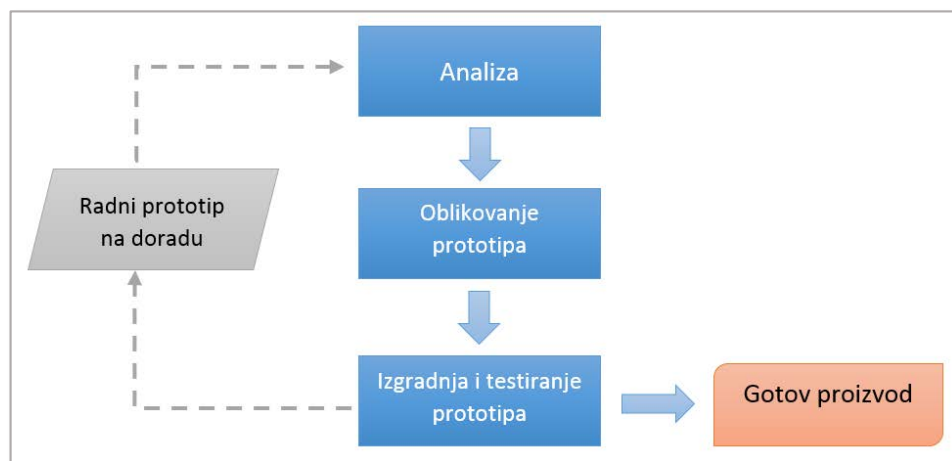 Analiza
Radni prototip
na doradu
Oblikovanje
prototipa
Izgradnja i testiranje
prototipa
Gotov proizvod